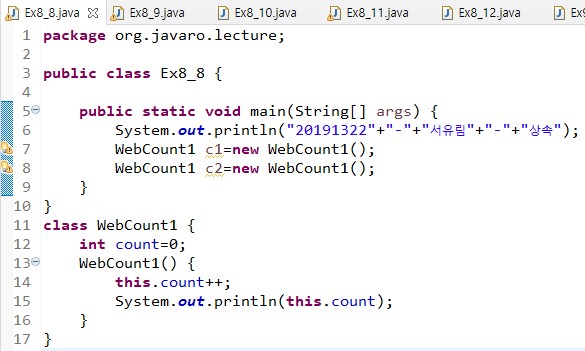 Ex8_8.java Ex8_9.java Ex8_10.java Ex8_11.java Ex8_12.java
1 package org.javaro.lecture;
2
3 public class Ex8_8 {
4
5 public static void main(String[] args) {
6 System.out.println("20191322"+"-"+"서유림"+"-"+"상속");
7 WebCount1 c1=new WebCount1();
8 WebCount1 c2=new WebCount1();
9 }
10 }
11 class WebCount1 {
12 int count=0;
13 WebCount1() {
14 this.count++;
15 System.out.println(this.count);
16 }
17 }